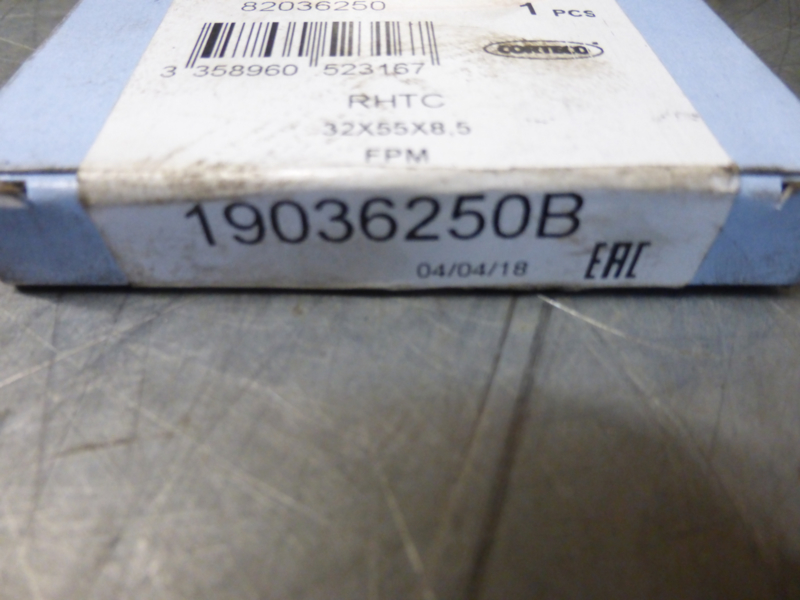 82036250
1 PCS
3 358960 523167
CORTECO
RHTC
32X55X8,5
FPM
19036250B
04/04/18
EAC